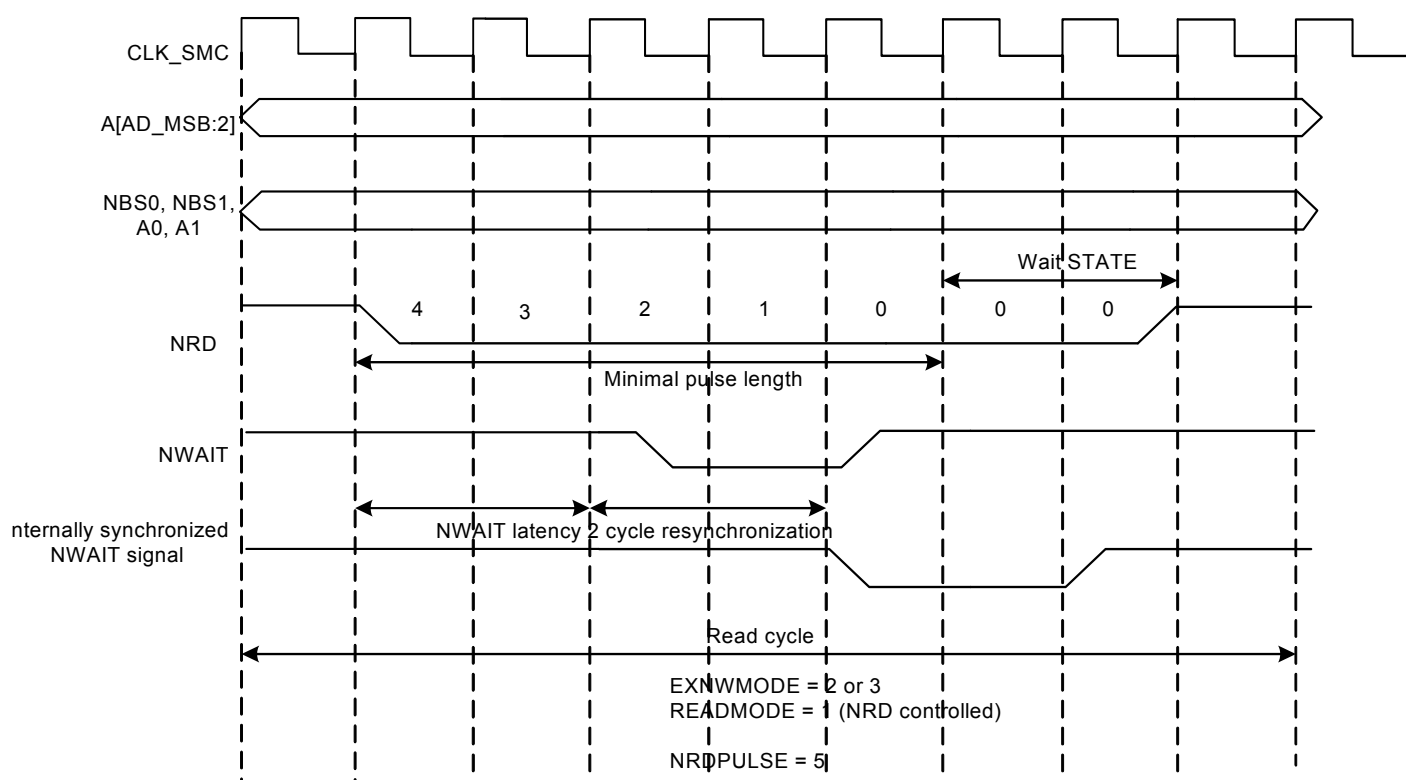 CLK_SMC
A[AD_MSB:2]
NBS0, NBS1,
A0, A1
Wait STATE
4 3 2 1 0 0 0
NRD
Minimal pulse length
NWAIT
NWAIT latency 2 cycle resynchronization
nternally synchronized
NWAIT signal
Read cycle
EXNWMODE = 2 or 3
READMODE = 1 (NRD controlled)
NRDPULSE = 5